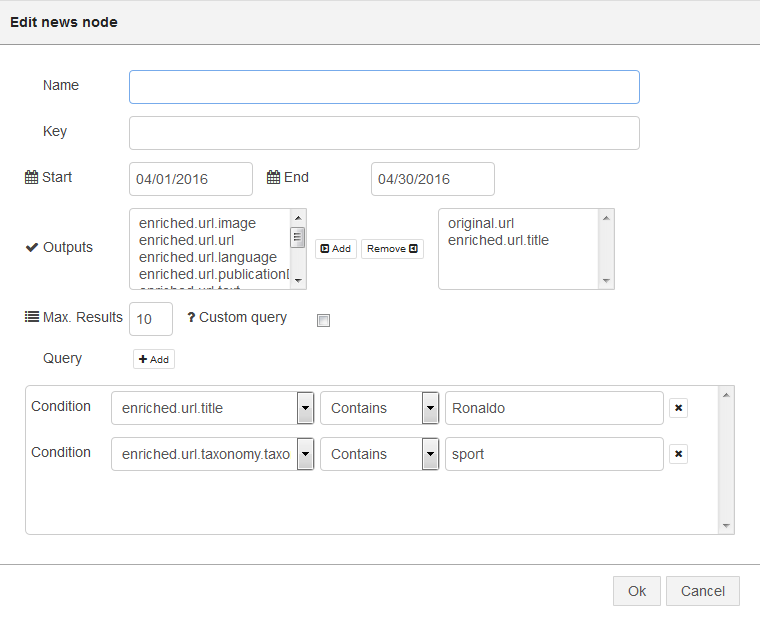 Edit news node
Name
Key
Start 04/01/2016 End 04/30/2016
Outputs
enriched.url.image
enriched.url.url
enriched.url.language
enriched.url.publication
Add Remove
original.url
enriched.url.title
Max. Results 10 ? Custom query
Query + Add
Condition enriched.url.title Contains Ronaldo
Condition enriched.url.taxonomy.taxo Contains sport
Ok Cancel